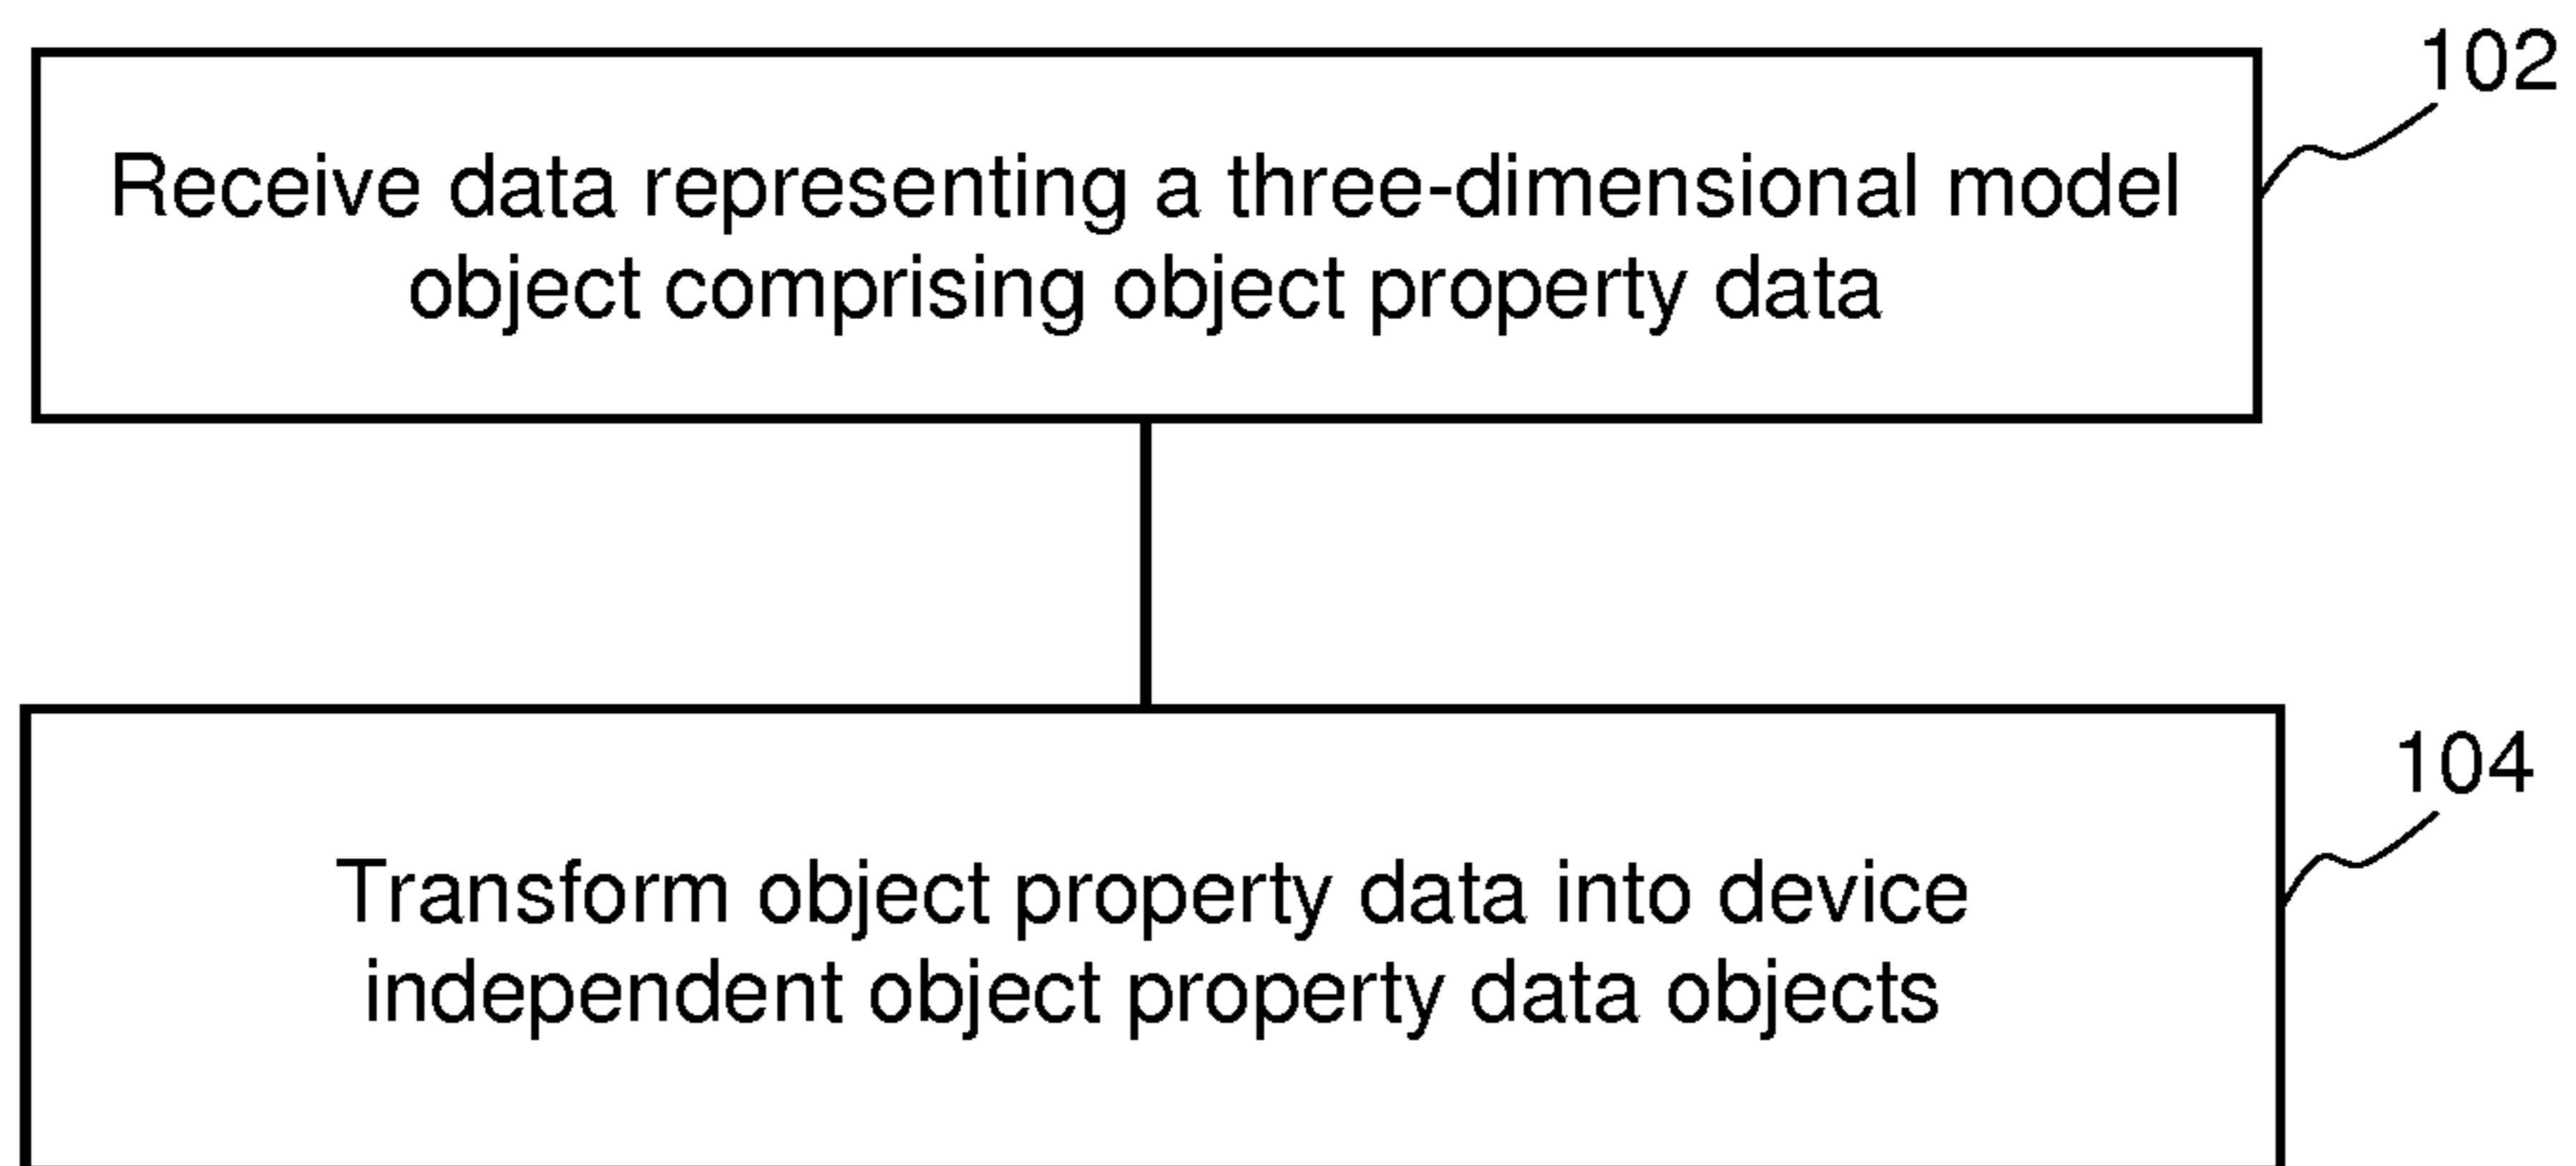 102
Receive data representing a three-dimensional model
object comprising object property data
104
Transform object property data into device
independent object property data objects